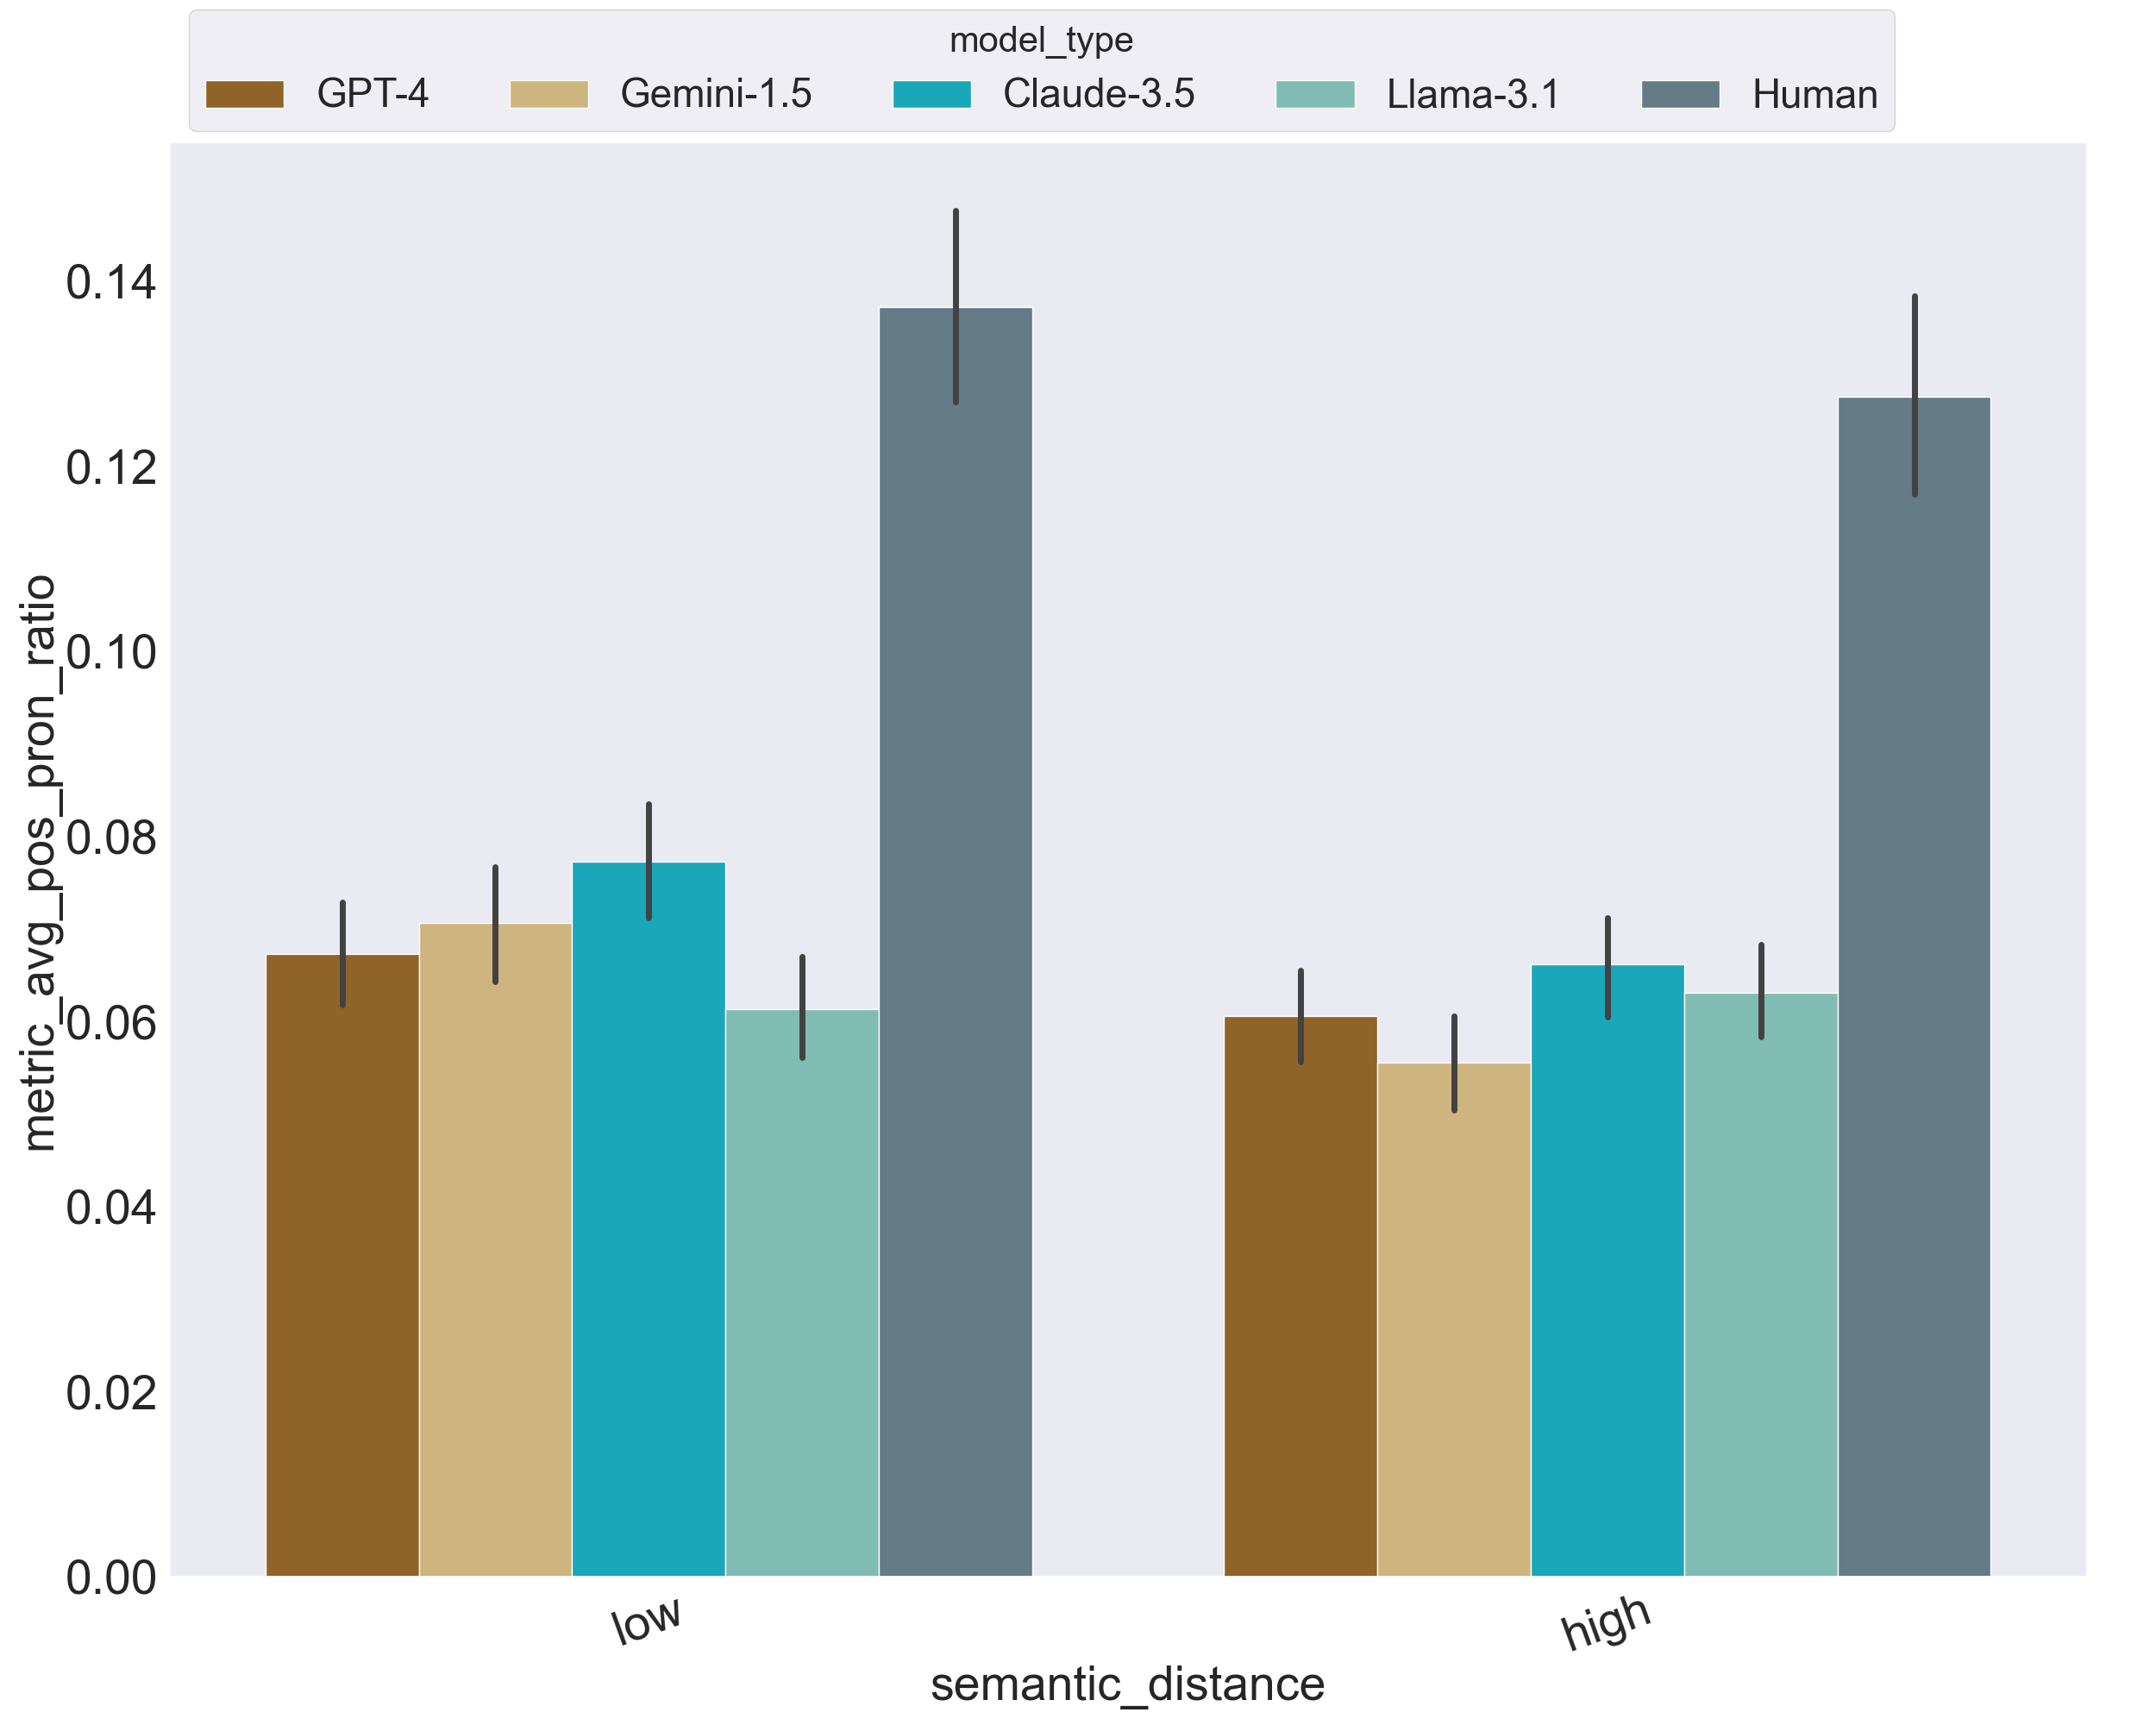 model_type
GPT-4 Gemini-1.5 Claude-3.5 Llama-3.1 Human
metric_avg_pos_pron_ratio
0.14
0.12
0.10
0.08
0.06
0.04
0.02
0.00
low high
semantic_distance